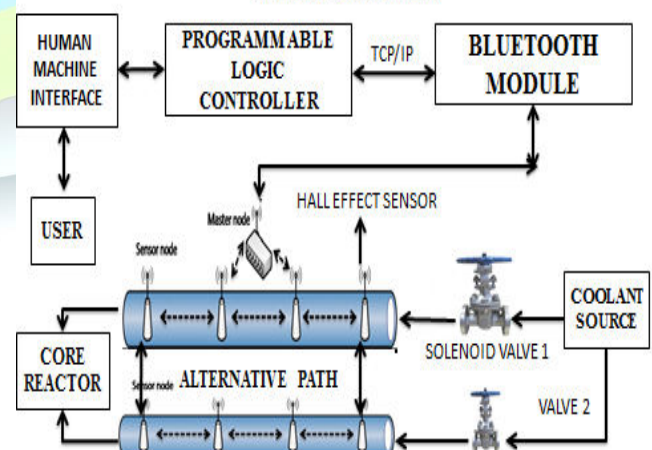 HUMAN
MACHINE
INTERFACE
PROGRAMMABLE
LOGIC
CONTROLLER
TCP/IP
BLUETOOTH
MODULE
USER
HALL EFFECT SENSOR
Master node
Sensor node
COOLANT
SOURCE
SOLENOID VALVE 1
CORE
REACTOR
Sensor node
ALTERNATIVE PATH
VALVE 2